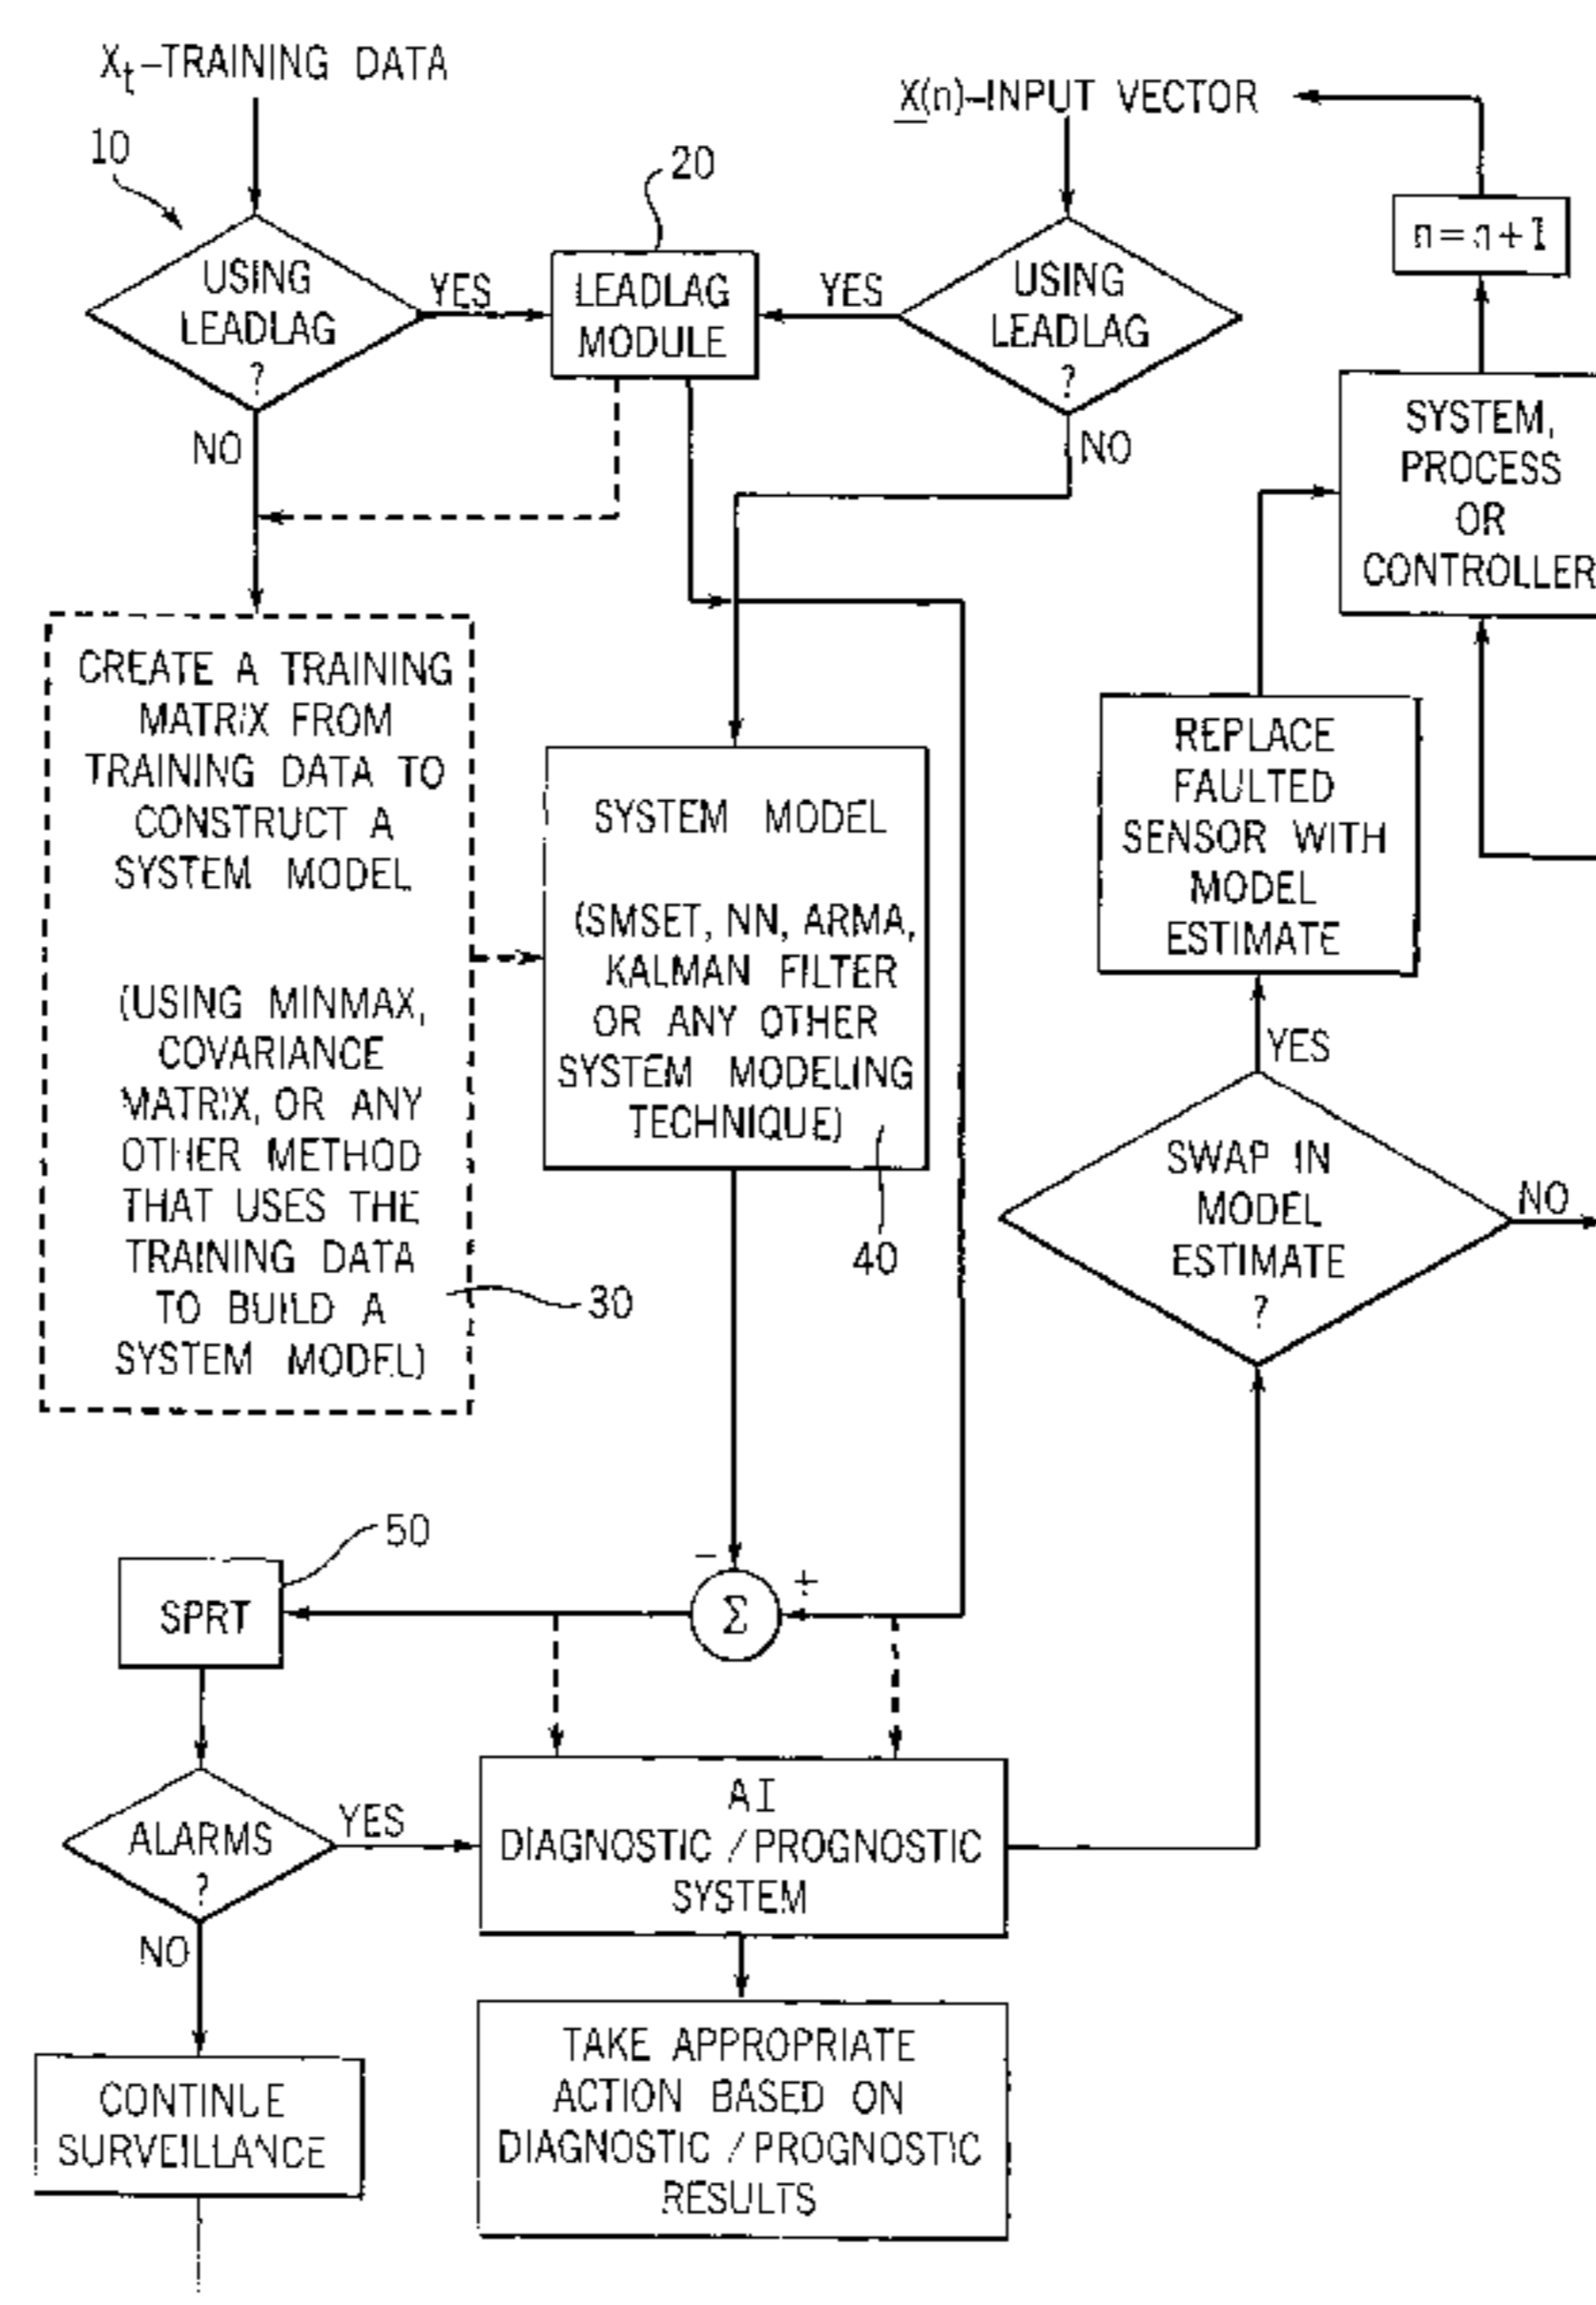 Xt-TRAINING DATA
10
USING
LEADLAG
?
YES
NO
20
LEADLAG
MODULE
X(n)-INPUT VECTOR
YES
USING
LEADLAG
?
NO
n=n+1
SYSTEM,
PROCESS
OR
CONTROLLER
CREATE A TRAINING
MATRIX FROM
TRAINING DATA TO
CONSTRUCT A
SYSTEM MODEL
(USING MINMAX,
COVARIANCE
MATRIX, OR ANY
OTHER METHOD
THAT USES THE
TRAINING DATA
TO BUILD A
SYSTEM MODEL)
30
SYSTEM MODEL
(SMSET, NN, ARMA,
KALMAN FILTER
OR ANY OTHER
SYSTEM MODELING
TECHNIQUE)
40
REPLACE
FAULTED
SENSOR WITH
MODEL
ESTIMATE
YES
SWAP IN
MODEL
ESTIMATE
?
NO
50
SPRT
-
+
Σ
ALARMS
?
YES
NO
AI
DIAGNOSTIC / PROGNOSTIC
SYSTEM
CONTINUE
SURVEILLANCE
TAKE APPROPRIATE
ACTION BASED ON
DIAGNOSTIC / PROGNOSTIC
RESULTS